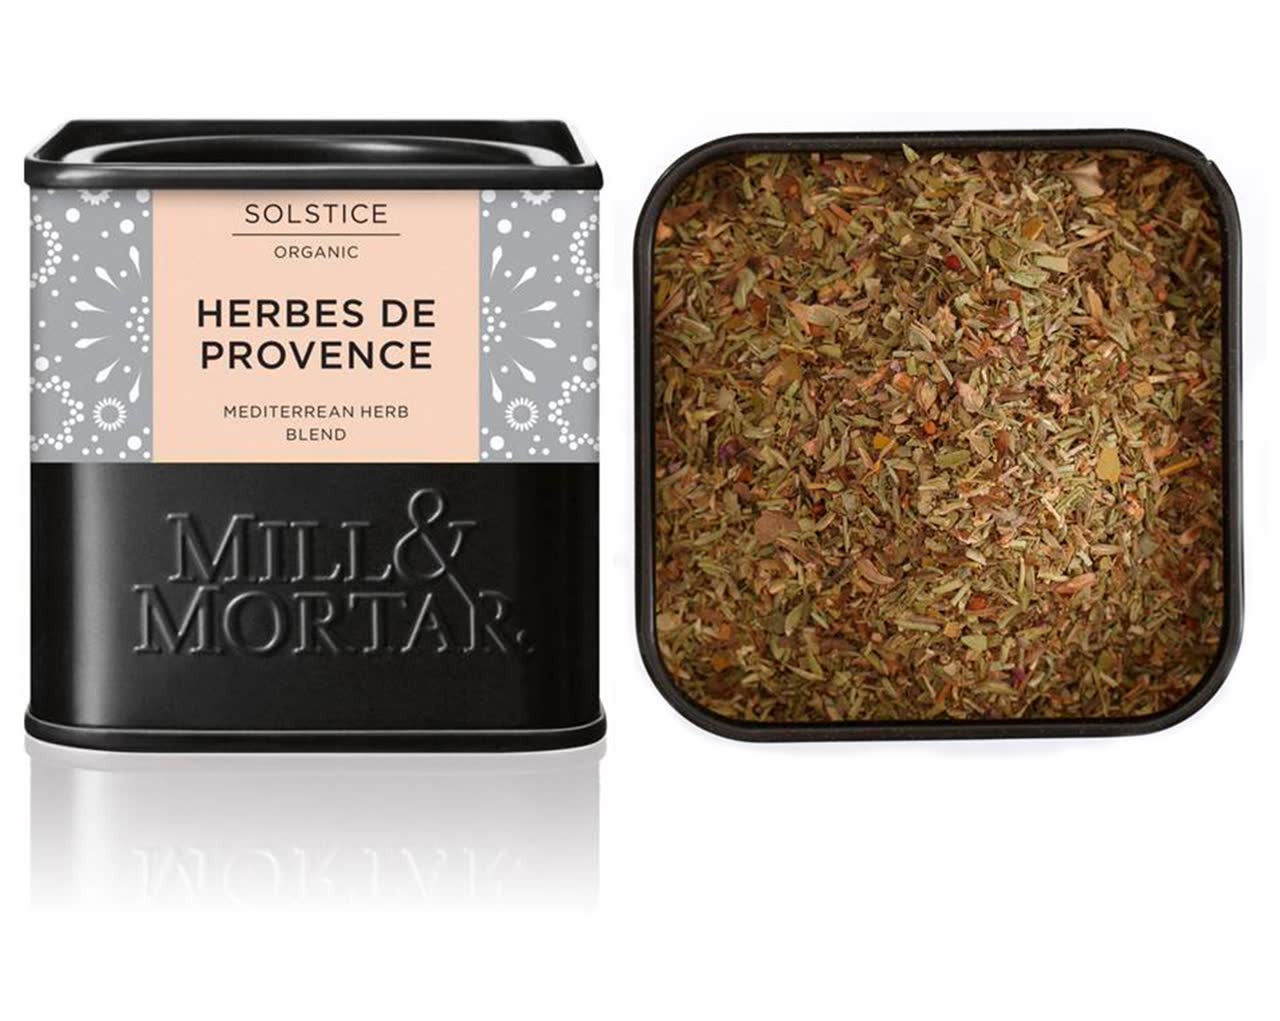 SOLSTICE
ORGANIC
HERBES DE
PROVENCE
MEDITERREAN HERB
BLEND
MILL &
MORTAR.